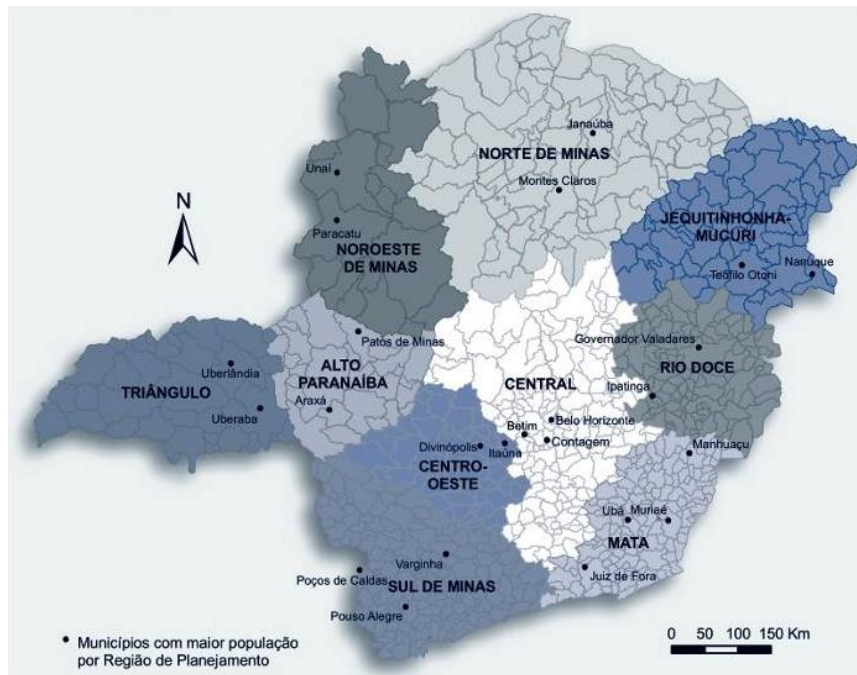 Janaúba
NORTE DE MINAS
Montes Claros
Unaí
N
Paracatu
NOROESTE
DE MINAS
JEQUITINHONHA-
MUCURI
Nanuque
Teófilo Otoni
Patos de Minas
ALTO
PARANAÍBA
Araxá
Uberlândia
TRIÂNGULO
Uberaba
Governador Valadares
RIO DOCE
Ipatinga
CENTRAL
Belo Horizonte
Betim
Contagem
Divinópolis
Itaúna
CENTRO-
OESTE
Manhuaçu
Ubá
Muriaé
MATA
Juiz de Fora
Varginha
Poços de Caldas
SUL DE MINAS
Pouso Alegre
Municípios com maior população
por Região de Planejamento
0 50 100 150 Km